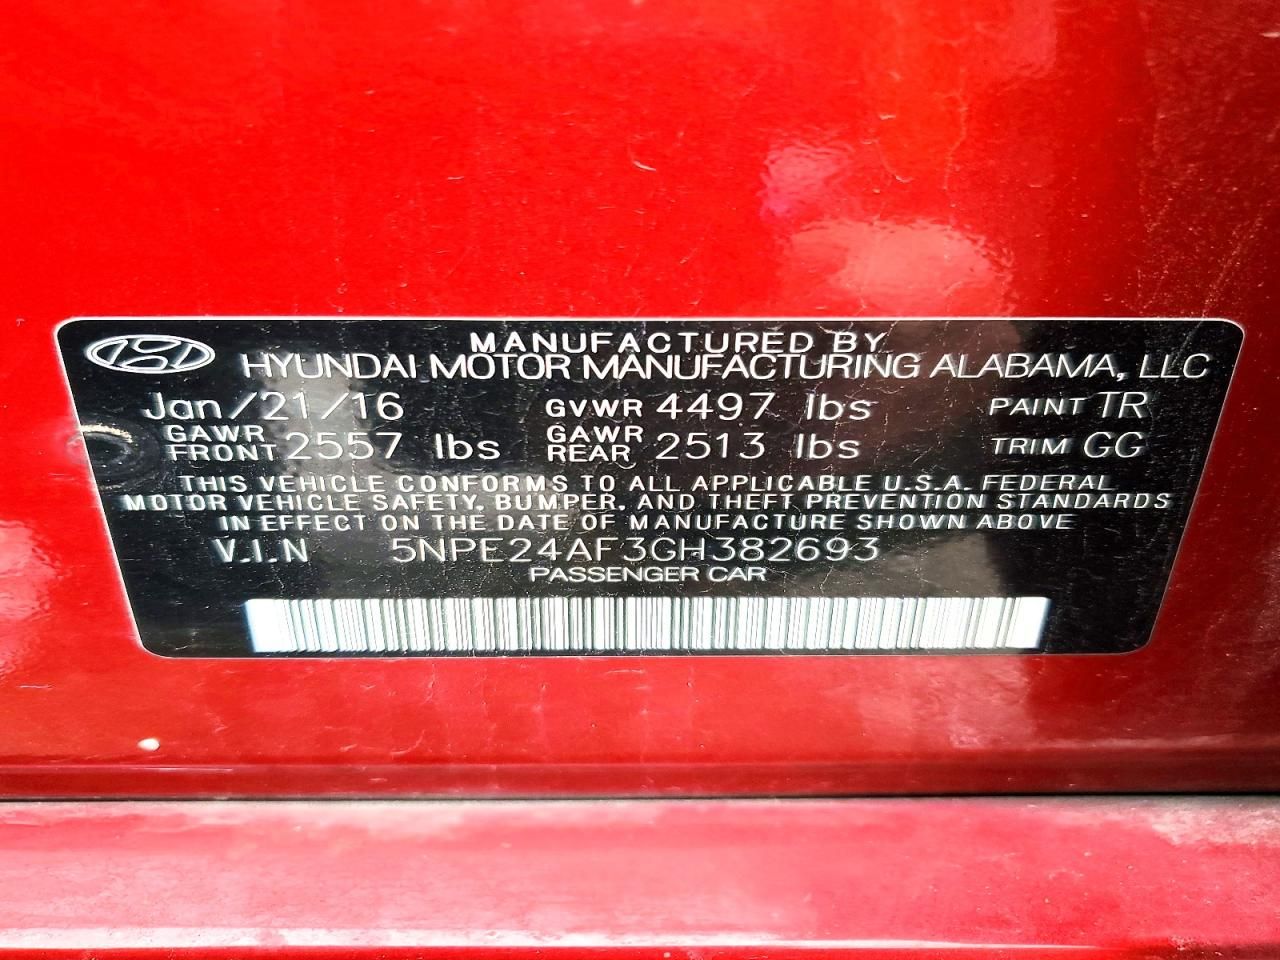 MANUFACTURED BY
HYUNDAI MOTOR MANUFACTURING ALABAMA, LLC
Jan/21/16 GVWR 4497 lbs PAINT TR
GAWR FRONT 2557 lbs GAWR REAR 2513 lbs TRIM GG
THIS VEHICLE CONFORMS TO ALL APPLICABLE U.S.A. FEDERAL
MOTOR VEHICLE SAFETY, BUMPER, AND THEFT PREVENTION STANDARDS
IN EFFECT ON THE DATE OF MANUFACTURE SHOWN ABOVE
V.I.N 5NPE24AF3GH382693
PASSENGER CAR